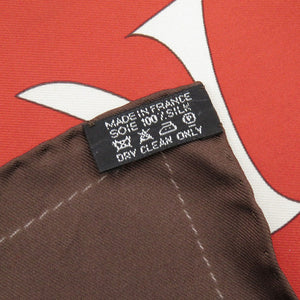 MADE IN FRANCE
SOIE 100% SILK
DRY CLEAN ONLY